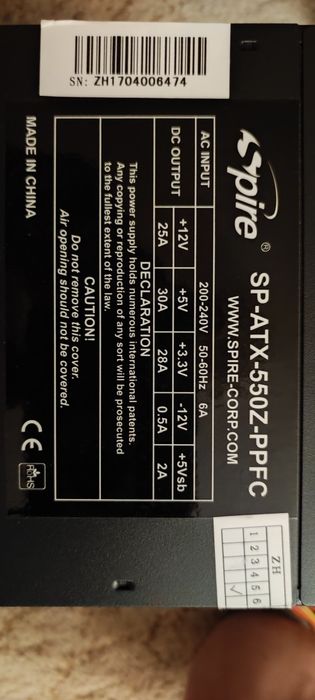 SN: ZH1704006474
Spire® SP-ATX-550Z-PPFC
WWW.SPIRE-CORP.COM
AC INPUT 200-240V 50-60Hz 6A
DC OUTPUT +12V +5V +3.3V -12V +5Vsb
25A 30A 28A 0.5A 2A
DECLARATION
This power supply holds numerous international patents.
Any copying or reproduction of any sort will be prosecuted
to the fullest extent of the law.
CAUTION!
Do not remove this cover.
Air opening should not be covered.
MADE IN CHINA
CE
RoHS
ZH
1 2 3 4 5 6